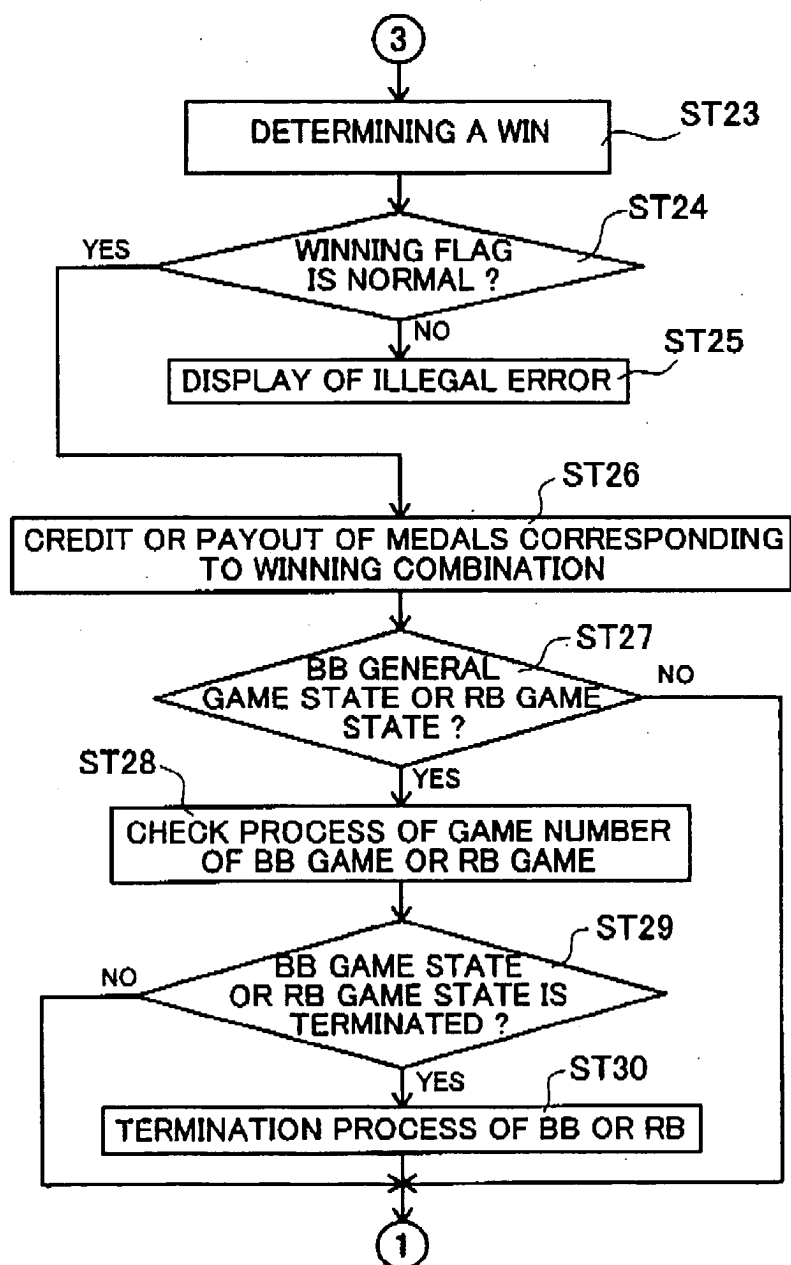 3
DETERMINING A WIN
ST23
ST24
YES
WINNING FLAG
IS NORMAL ?
NO
ST25
DISPLAY OF ILLEGAL ERROR
ST26
CREDIT OR PAYOUT OF MEDALS CORRESPONDING
TO WINNING COMBINATION
ST27
BB GENERAL
GAME STATE OR RB GAME
STATE ?
NO
YES
ST28
CHECK PROCESS OF GAME NUMBER
OF BB GAME OR RB GAME
ST29
NO
BB GAME STATE
OR RB GAME STATE IS
TERMINATED ?
YES
ST30
TERMINATION PROCESS OF BB OR RB
1